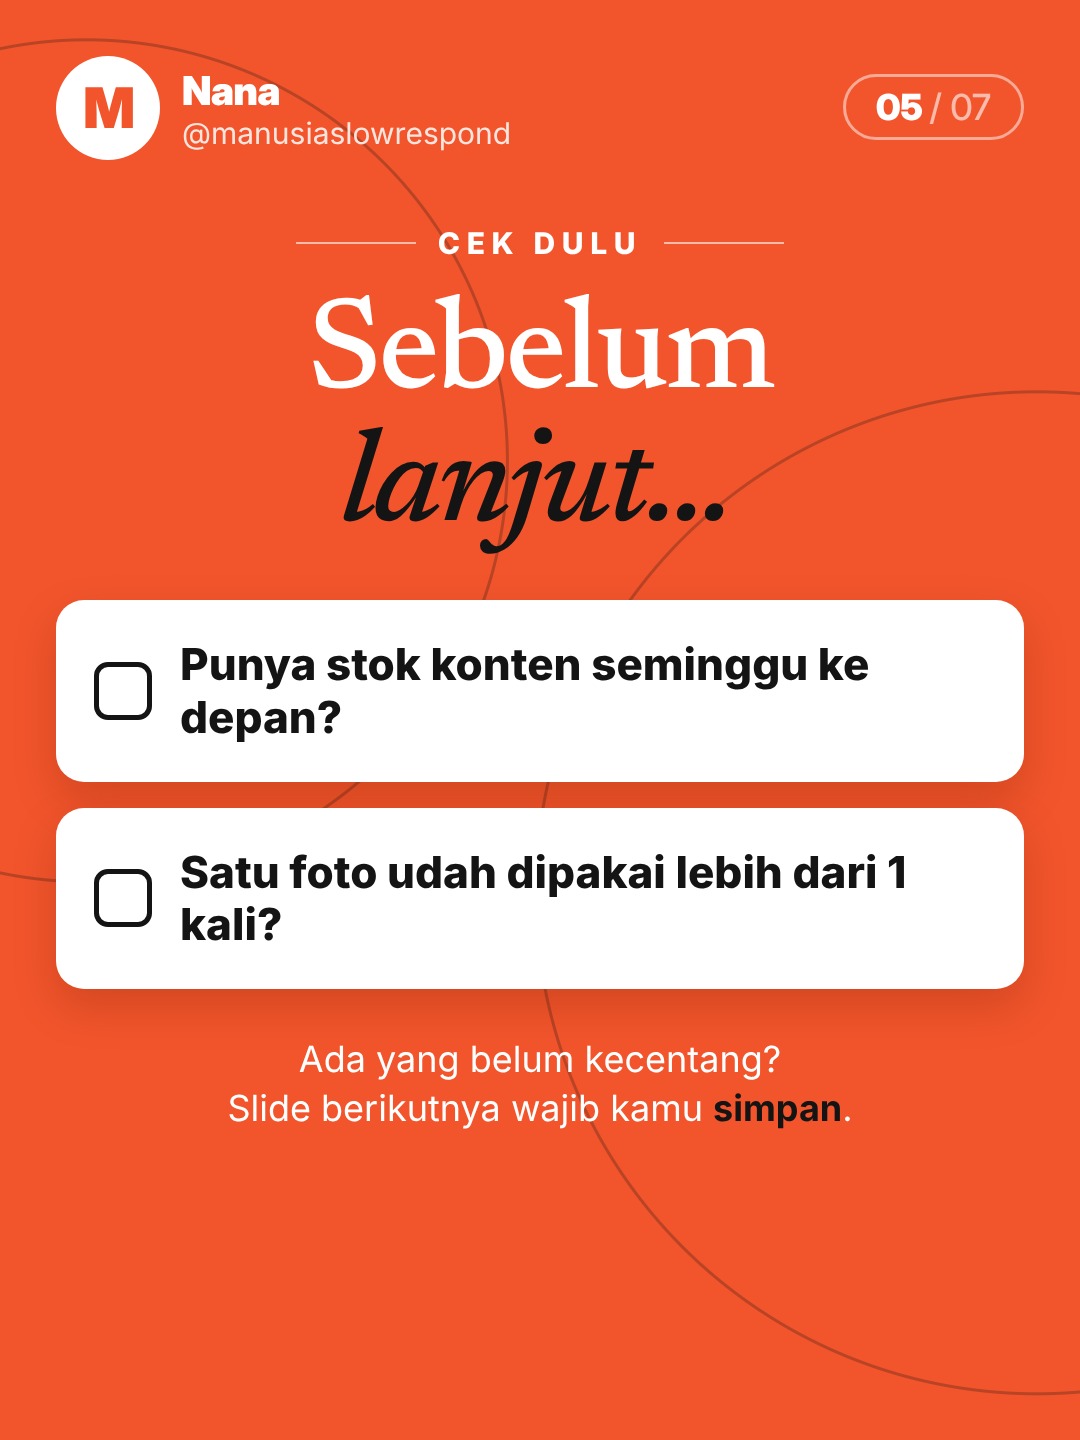 M
Nana
@manusiaslowrespond
05 / 07
CEK DULU
Sebelum
lanjut...
Punya stok konten seminggu ke
depan?
Satu foto udah dipakai lebih dari 1
kali?
Ada yang belum kecentang?
Slide berikutnya wajib kamu simpan.